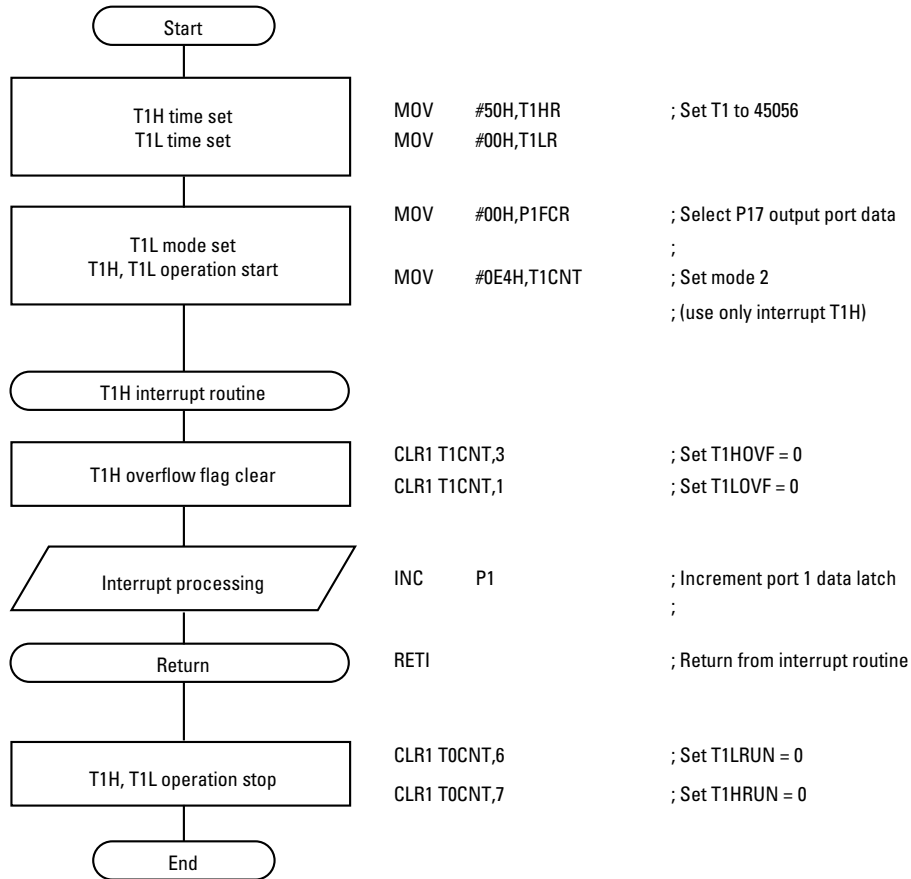 Start
T1H time set
T1L time set
MOV #50H,T1HR ; Set T1 to 45056
MOV #00H,T1LR
T1L mode set
T1H, T1L operation start
MOV #00H,P1FCR ; Select P17 output port data
;
MOV #0E4H,T1CNT ; Set mode 2
; (use only interrupt T1H)
T1H interrupt routine
T1H overflow flag clear
CLR1 T1CNT,3 ; Set T1HOVF = 0
CLR1 T1CNT,1 ; Set T1LOVF = 0
Interrupt processing
INC P1 ; Increment port 1 data latch
;
Return
RETI ; Return from interrupt routine
T1H, T1L operation stop
CLR1 T0CNT,6 ; Set T1LRUN = 0
CLR1 T0CNT,7 ; Set T1HRUN = 0
End